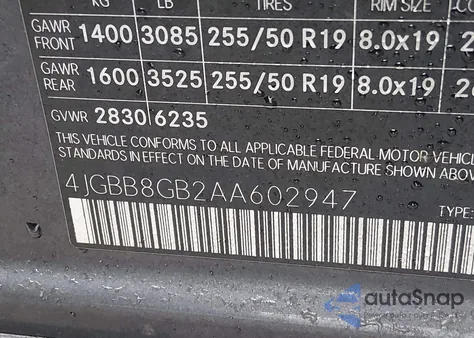 KG LB TIRES RIM SIZE
GAWR FRONT 1400 3085 255/50 R19 8.0x19
GAWR REAR 1600 3525 255/50 R19 8.0x19
GVWR 2830 6235
THIS VEHICLE CONFORMS TO ALL APPLICABLE FEDERAL MOTOR VEHIC
STANDARDS IN EFFECT ON THE DATE OF MANUFACTURE SHOWN ABOV
4JGBB8GB2AA602947
TYPE:
autoSnap